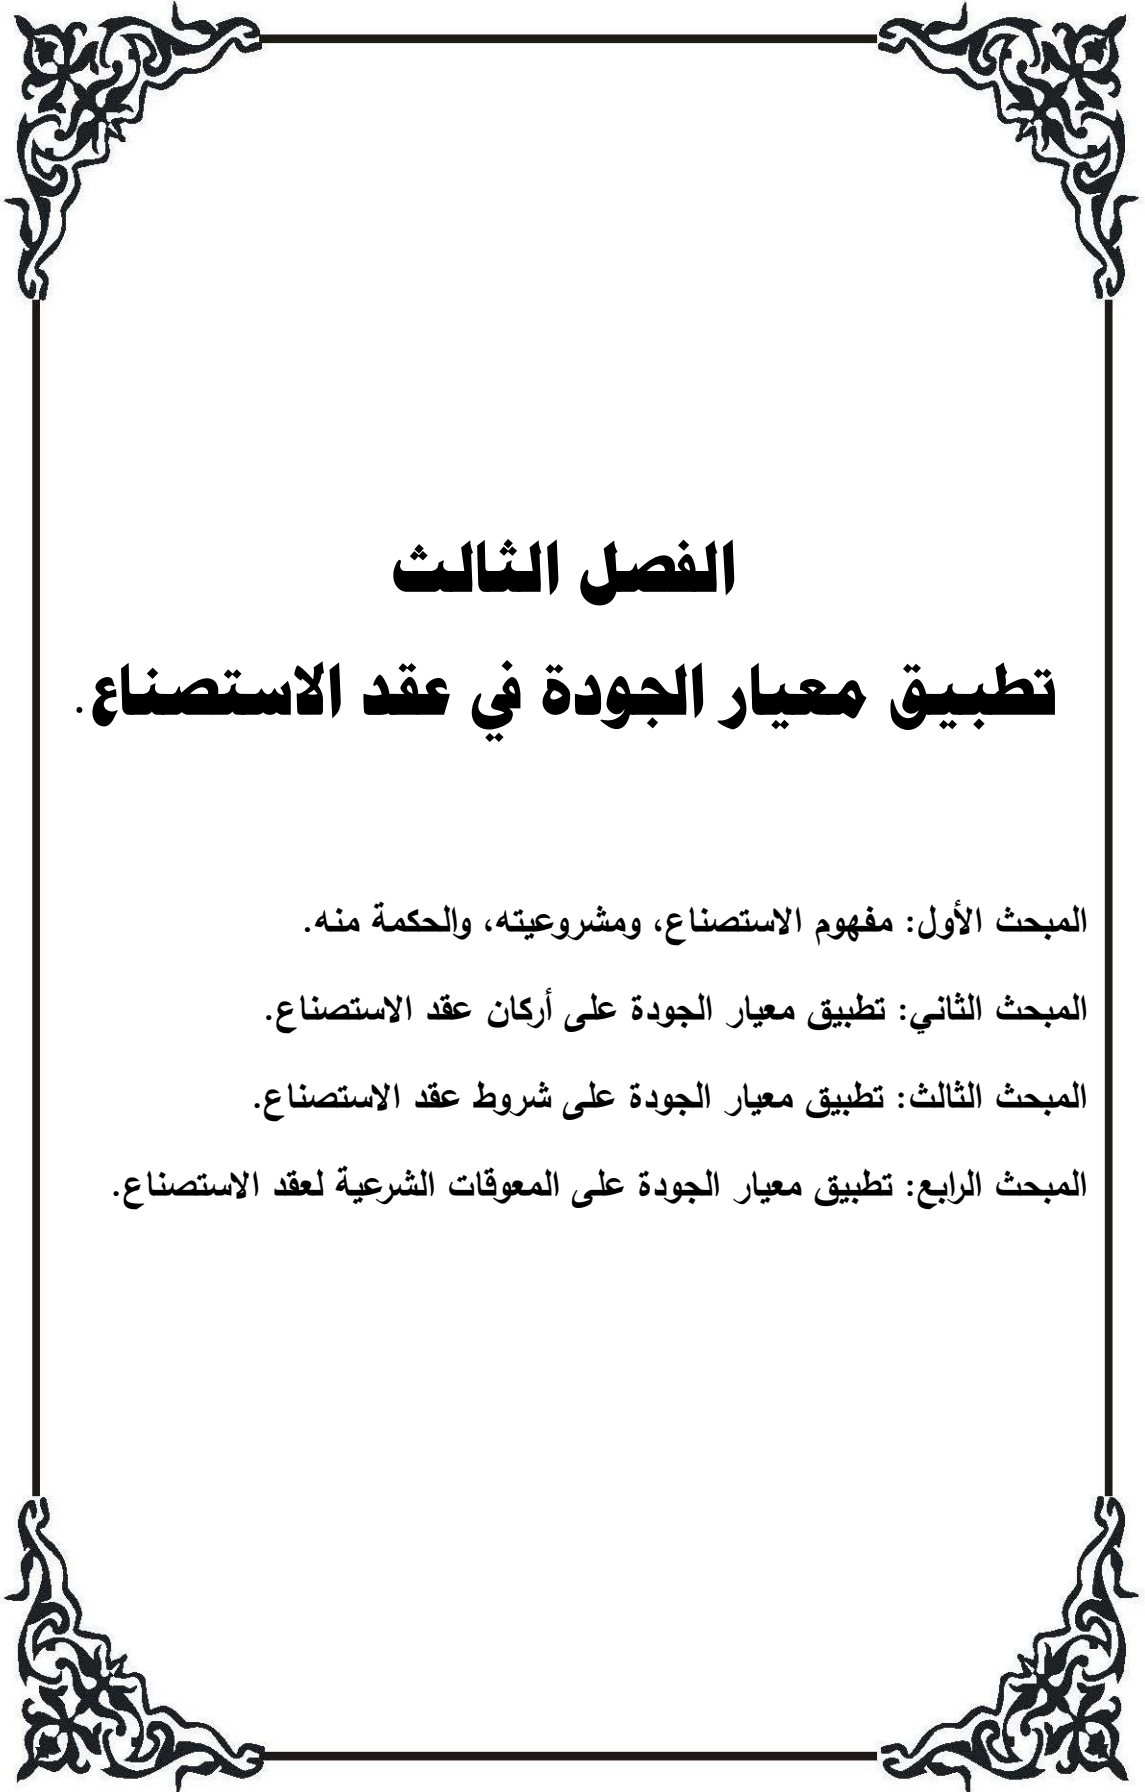 الفصل الثالث
تطبيق معيار الجودة في عقد الاستصناع.
المبحث الأول: مفهوم الاستصناع، ومشروعيته، والحكمة منه.
المبحث الثاني: تطبيق معيار الجودة على أركان عقد الاستصناع.
المبحث الثالث: تطبيق معيار الجودة على شروط عقد الاستصناع.
المبحث الرابع: تطبيق معيار الجودة على المعوقات الشرعية لعقد الاستصناع.